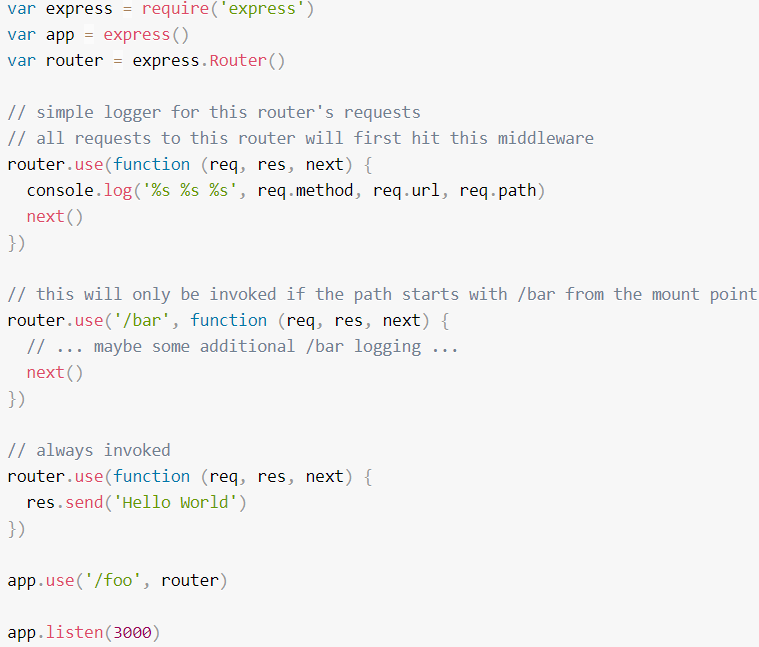 var express = require('express')
var app = express()
var router = express.Router()

// simple logger for this router's requests
// all requests to this router will first hit this middleware
router.use(function (req, res, next) {
  console.log('%s %s %s', req.method, req.url, req.path)
  next()
})

// this will only be invoked if the path starts with /bar from the mount point
router.use('/bar', function (req, res, next) {
  // ... maybe some additional /bar logging ...
  next()
})

// always invoked
router.use(function (req, res, next) {
  res.send('Hello World')
})

app.use('/foo', router)

app.listen(3000)